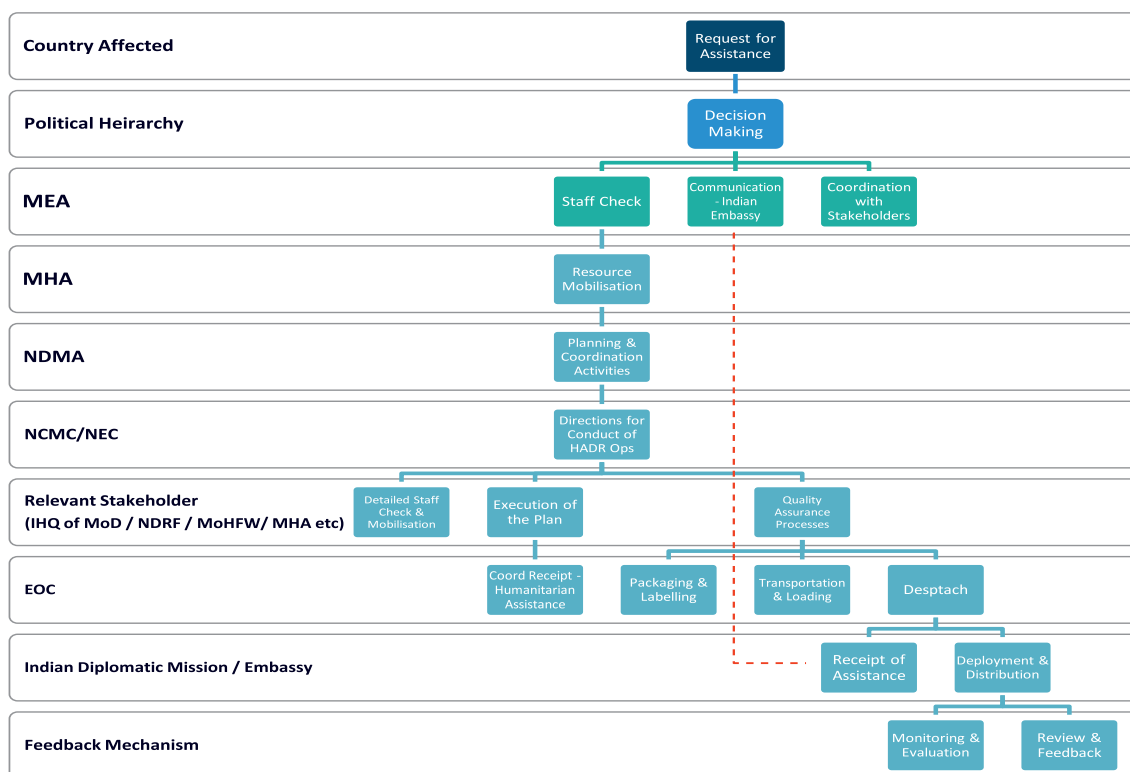 Country Affected
Request for
Assistance
Political Heirarchy
Decision
Making
MEA
Staff Check
Communication
- Indian
Embassy
Coordination
with
Stakeholders
MHA
Resource
Mobilisation
NDMA
Planning &
Coordination
Activities
NCMC/NEC
Directions for
Conduct of
HADR Ops
Relevant Stakeholder
(IHQ of MoD / NDRF / MoHFW/ MHA etc)
Detailed Staff
Check &
Mobilisation
Execution of
the Plan
Quality
Assurance
Processes
EOC
Coord Receipt -
Humanitarian
Assistance
Packaging &
Labelling
Transportation
& Loading
Desptach
Indian Diplomatic Mission / Embassy
Receipt of
Assistance
Deployment &
Distribution
Feedback Mechanism
Monitoring &
Evaluation
Review &
Feedback